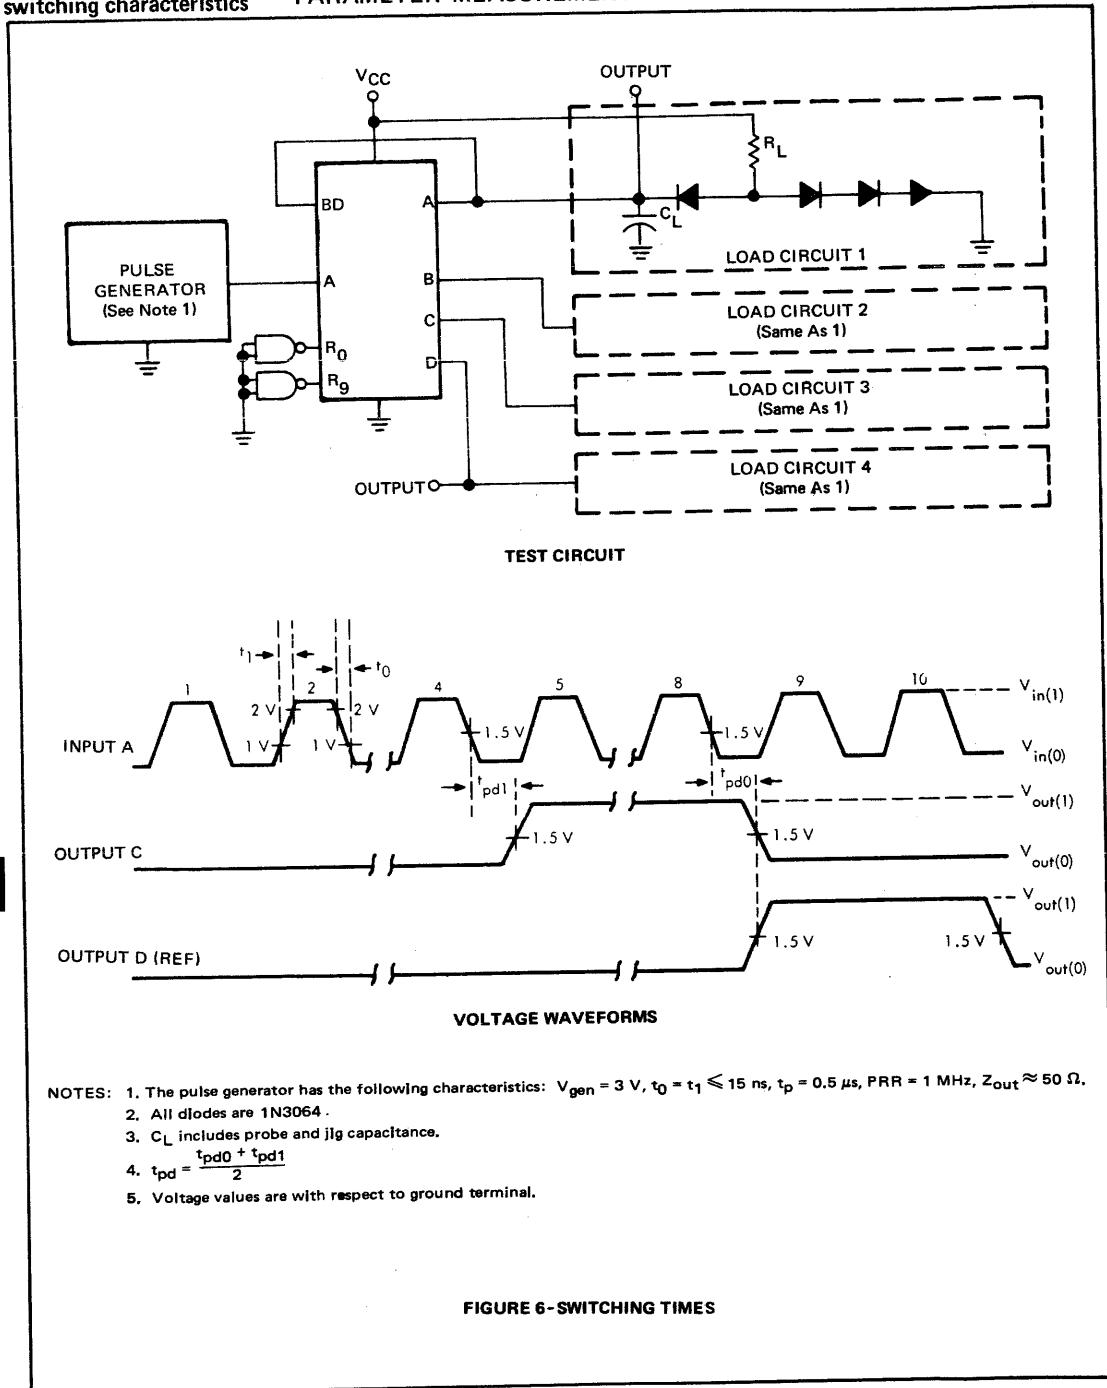 switching characteristics
VCC
OUTPUT
RL
BD
A
CL
LOAD CIRCUIT 1
PULSE
GENERATOR
(See Note 1)
A
B
LOAD CIRCUIT 2
(Same As 1)
C
R0
D
R9
LOAD CIRCUIT 3
(Same As 1)
OUTPUT
LOAD CIRCUIT 4
(Same As 1)
TEST CIRCUIT
t1
t0
1
2
4
5
8
9
10
Vin(1)
2 V
2 V
1.5 V
1.5 V
INPUT A
1 V
1 V
Vin(0)
tpd1
tpd0
Vout(1)
1.5 V
1.5 V
OUTPUT C
Vout(0)
Vout(1)
1.5 V
1.5 V
OUTPUT D (REF)
Vout(0)
VOLTAGE WAVEFORMS
NOTES: 1. The pulse generator has the following characteristics: Vgen = 3 V, t0 = t1 ⩽ 15 ns, tp = 0.5 μs, PRR = 1 MHz, Zout ≈ 50 Ω.
2. All diodes are 1N3064.
3. CL includes probe and jig capacitance.
4. tpd = tpd0 + tpd1 / 2
5. Voltage values are with respect to ground terminal.
FIGURE 6-SWITCHING TIMES